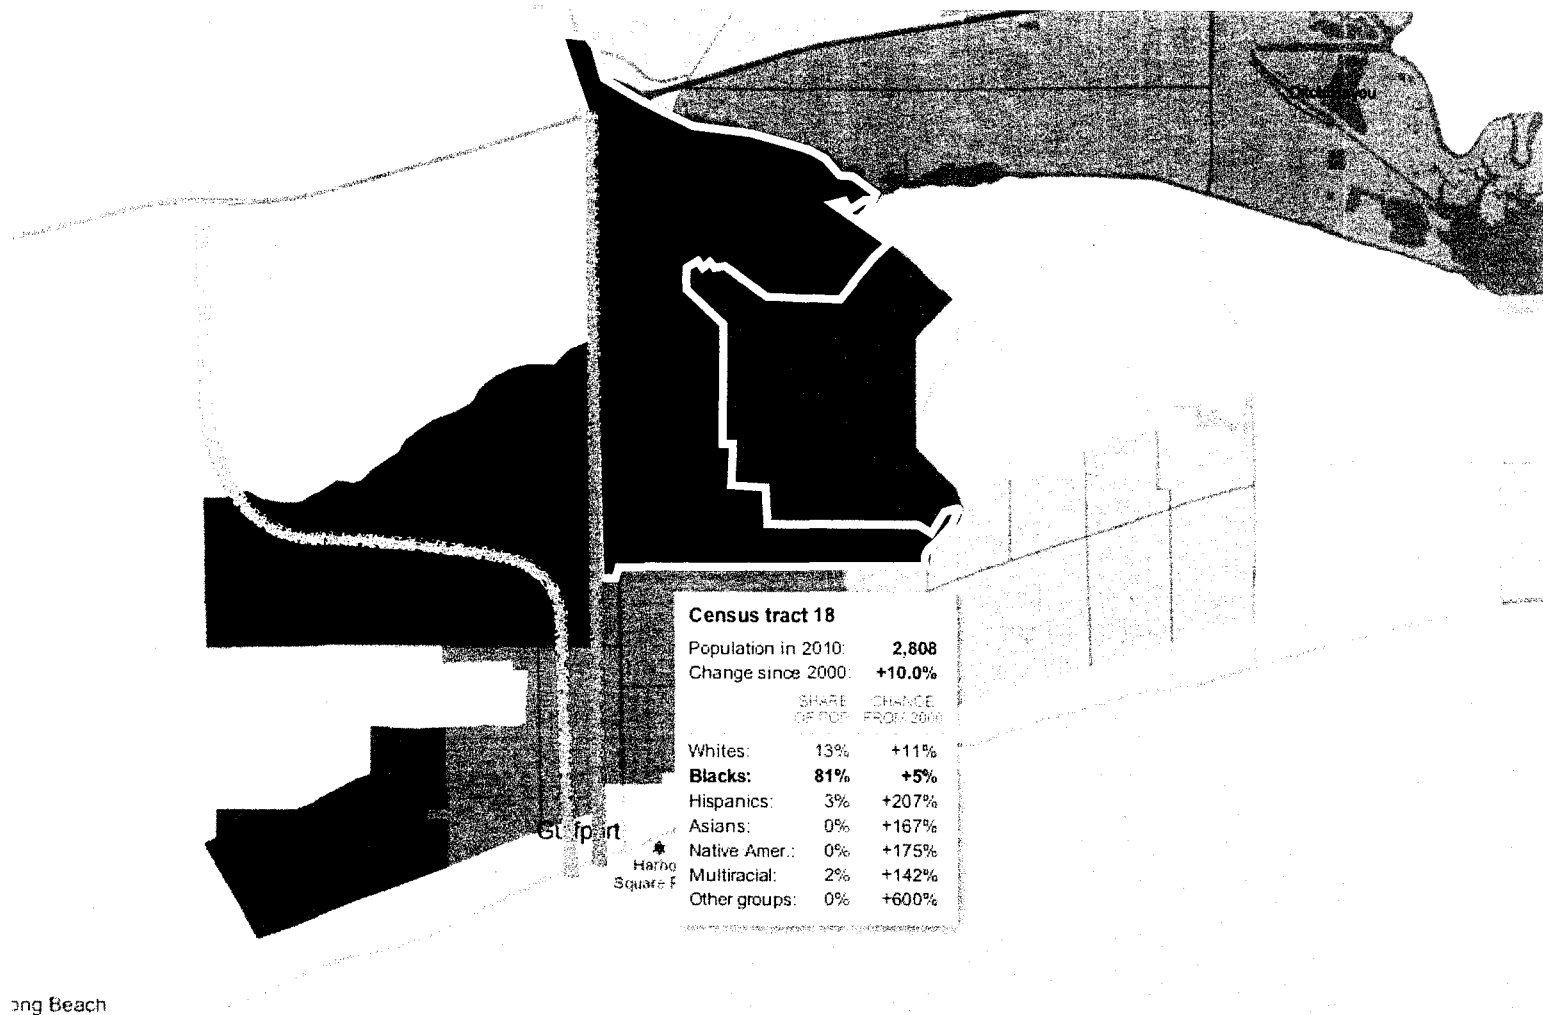 Census tract 18
Population in 2010: 2,808
Change since 2000: +10.0%
SHARE OF POP CHANGE FROM 2000
Whites: 13% +11%
Blacks: 81% +5%
Hispanics: 3% +207%
Asians: 0% +167%
Native Amer.: 0% +175%
Multiracial: 2% +142%
Other groups: 0% +600%
Square
ong Beach